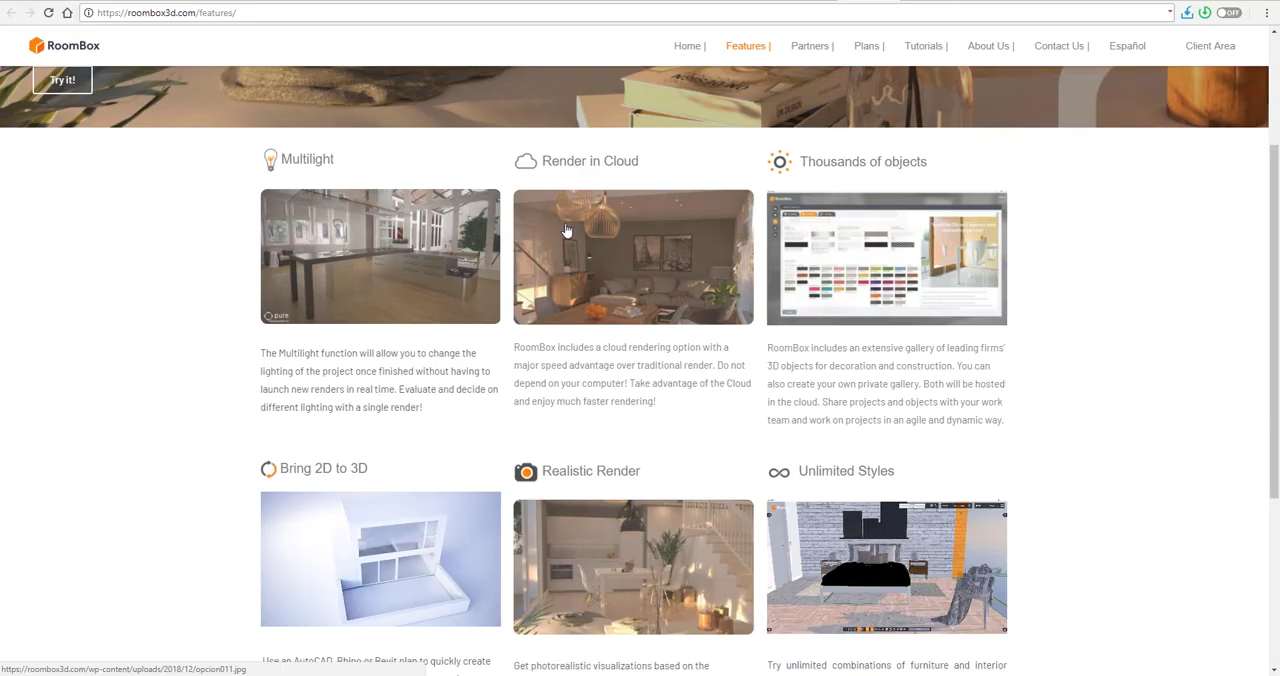 https://roombox3d.com/features/
OFF
RoomBox
Home |
Features |
Partners |
Plans |
Tutorials |
About Us |
Contact Us |
Español
Client Area
Try it!
Multilight
Render in Cloud
Thousands of objects
pure
RoomBox
The Multilight function will allow you to change the
lighting of the project once finished without having to
launch new renders in real time. Evaluate and decide on
different lighting with a single render!
RoomBox includes a cloud rendering option with a
major speed advantage over traditional render. Do not
depend on your computer! Take advantage of the Cloud
and enjoy much faster rendering!
RoomBox includes an extensive gallery of leading firms'
3D objects for decoration and construction. You can
also create your own private gallery. Both will be hosted
in the cloud. Share projects and objects with your work
team and work on projects in an agile and dynamic way.
Bring 2D to 3D
Realistic Render
Unlimited Styles
Use an AutoCAD, Rhino or Revit plan to quickly create
Get photorealistic visualizations based on the
Try unlimited combinations of furniture and interior
https://roombox3d.com/wp-content/uploads/2018/12/opcion011.jpg